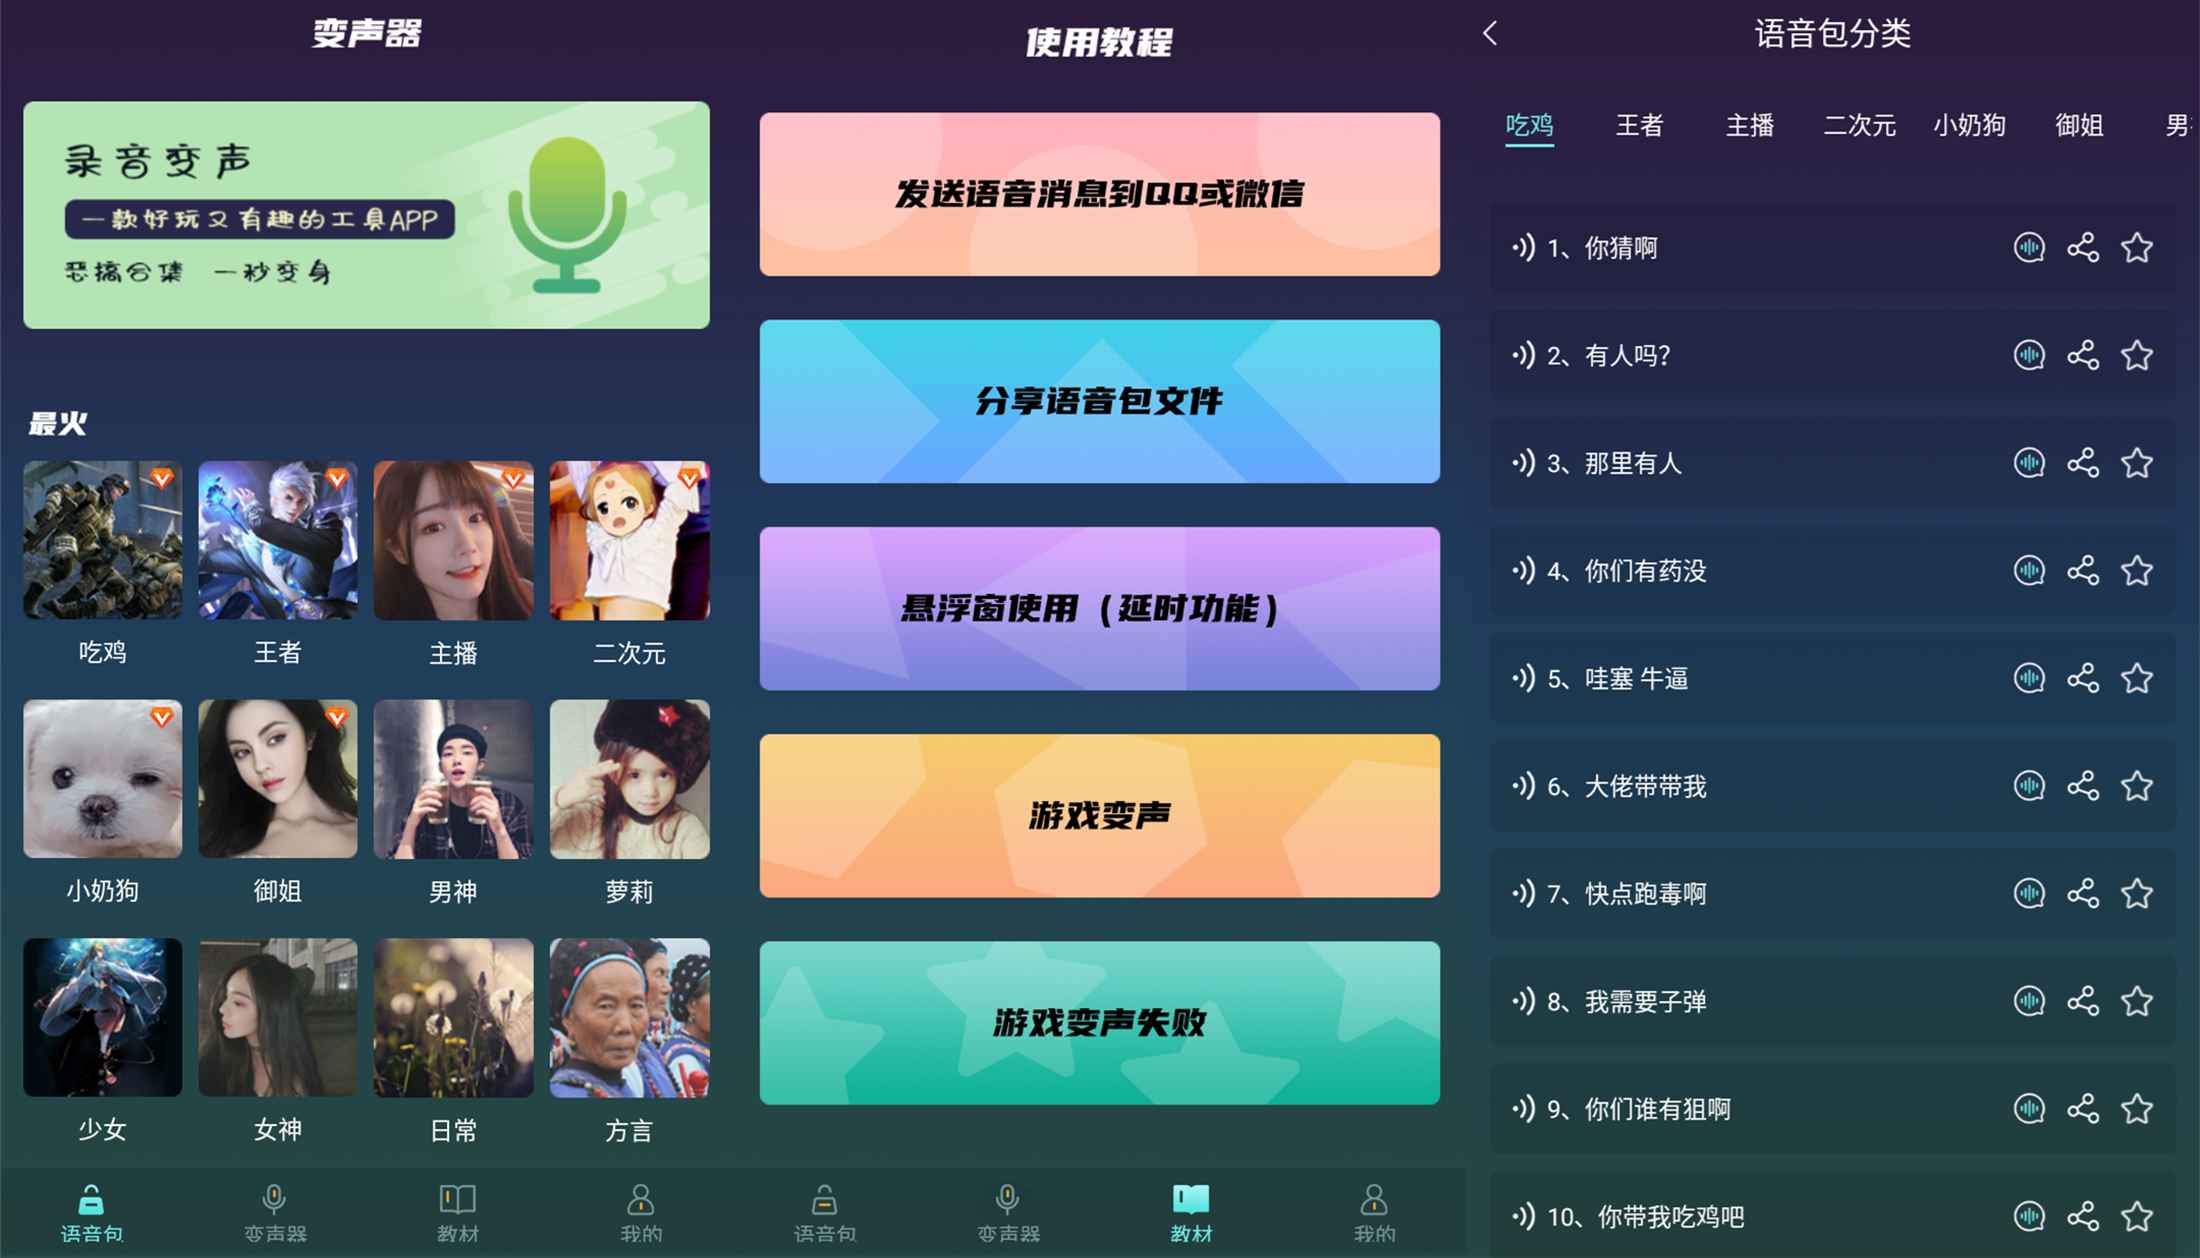 变声器
录音变声
一款好玩又有趣的工具APP
恶搞合集 一秒变身
最火
吃鸡
王者
主播
二次元
小奶狗
御姐
男神
萝莉
少女
女神
日常
方言
语音包
变声器
教材
我的
使用教程
发送语音消息到QQ或微信
分享语音包文件
悬浮窗使用（延时功能）
游戏变声
游戏变声失败
语音包
变声器
教材
我的
语音包分类
吃鸡 王者 主播 二次元 小奶狗 御姐 男
1、你猜啊
2、有人吗?
3、那里有人
4、你们有药没
5、哇塞 牛逼
6、大佬带带我
7、快点跑毒啊
8、我需要子弹
9、你们谁有狙啊
10、你带我吃鸡吧